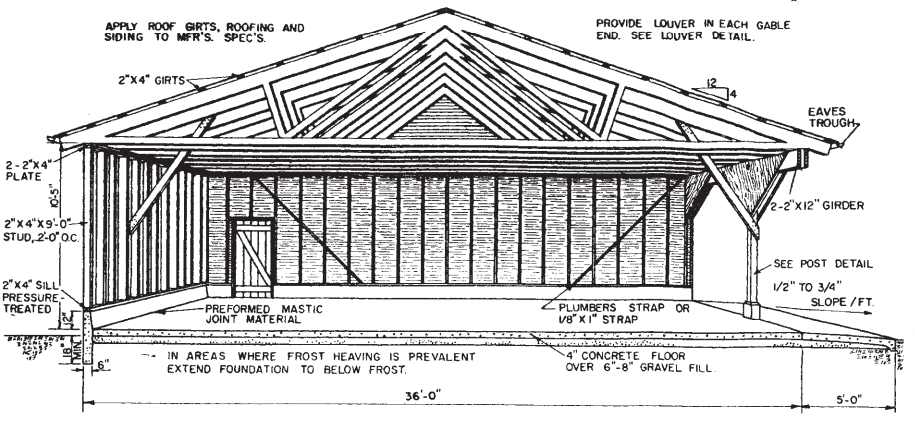 APPLY ROOF GIRTS, ROOFING AND
SIDING TO MFR'S. SPEC'S.
PROVIDE LOUVER IN EACH GABLE
END. SEE LOUVER DETAIL.
2"X4" GIRTS
12
4
EAVES
TROUGH
2-2"X4"
PLATE
10'-5"
2-2"X12" GIRDER
2"X4"X9'-0"
STUD, 2'-0" O.C.
SEE POST DETAIL
1/2" TO 3/4"
SLOPE/FT.
2"X4" SILL
PRESSURE-
TREATED
PREFORMED MASTIC
JOINT MATERIAL
PLUMBERS STRAP OR
1/8"X1" STRAP
12"
18"
MIN.
6"
IN AREAS WHERE FROST HEAVING IS PREVALENT
EXTEND FOUNDATION TO BELOW FROST.
4" CONCRETE FLOOR
OVER 6"-8" GRAVEL FILL.
36'-0"
5'-0"